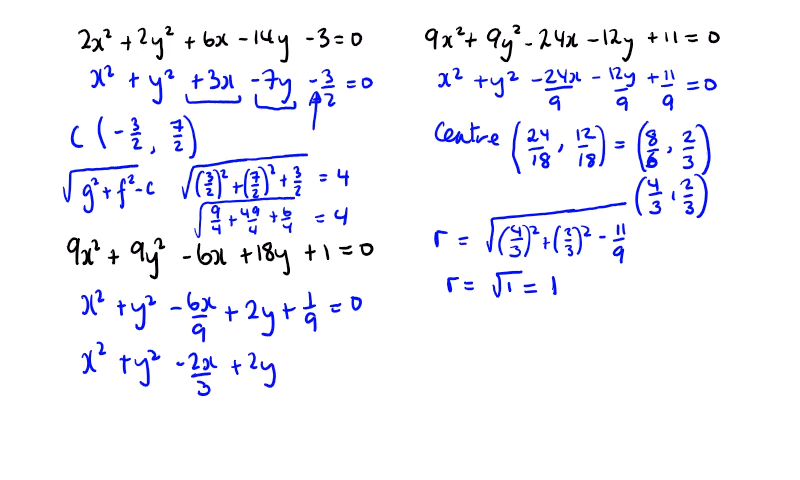 2x² + 2y² + 6x - 14y - 3 = 0
x² + y² + 3x - 7y - 3/2 = 0
C (-3/2, 7/2)
√(g² + f² - c) √((3/2)² + (7/2)² + 3/2) = 4
√(9/4 + 49/4 + 6/4) = 4
9x² + 9y² - 6x + 18y + 1 = 0
x² + y² - 6x/9 + 2y + 1/9 = 0
x² + y² - 2x/3 + 2y
9x² + 9y² - 24x - 12y + 11 = 0
x² + y² - 24x/9 - 12y/9 + 11/9 = 0
Centre (24/18, 12/18) = (8/6, 2/3)
(4/3, 2/3)
r = √((4/3)² + (2/3)² - 11/9)
r = √1 = 1